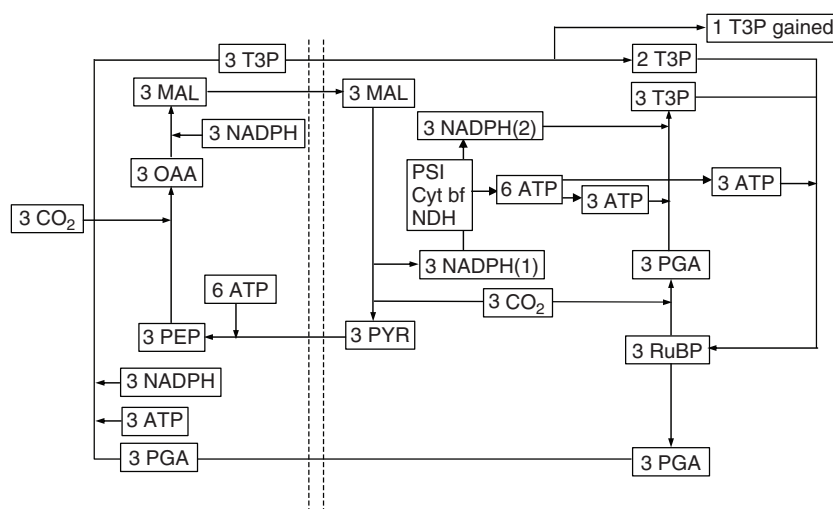 1 T3P gained
3 T3P
2 T3P
3 MAL
3 MAL
3 T3P
3 NADPH
3 NADPH(2)
3 OAA
PSI
Cyt bf
NDH
6 ATP
3 ATP
3 ATP
3 CO₂
3 NADPH(1)
3 PGA
6 ATP
3 CO₂
3 PEP
3 PYR
3 RuBP
3 NADPH
3 ATP
3 PGA
3 PGA